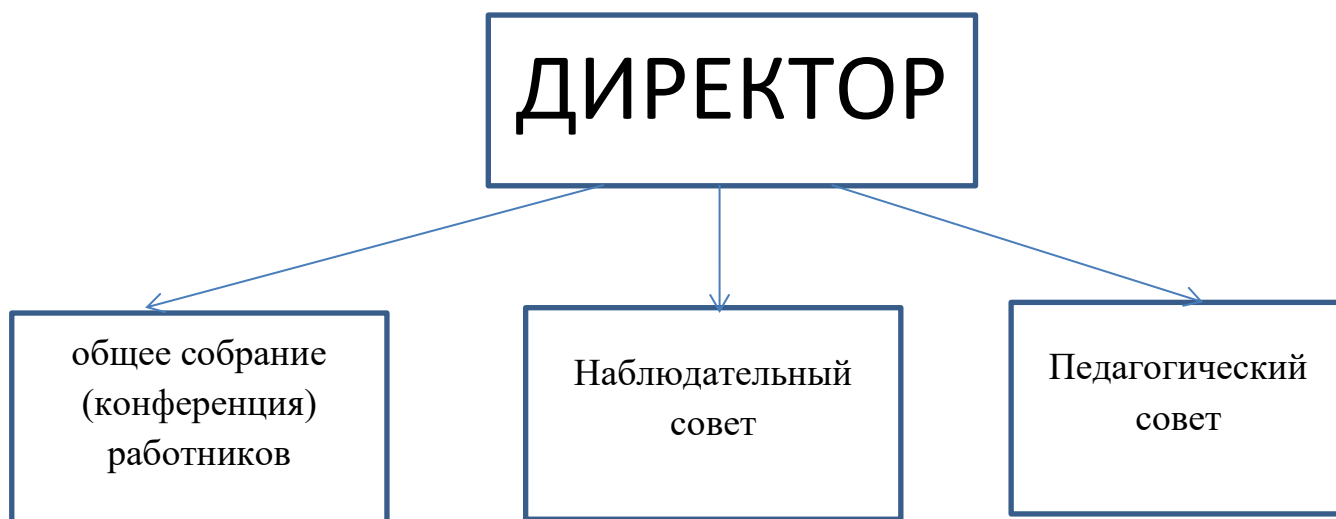 ДИРЕКТОР
общее собрание
(конференция)
работников
Наблюдательный
совет
Педагогический
совет